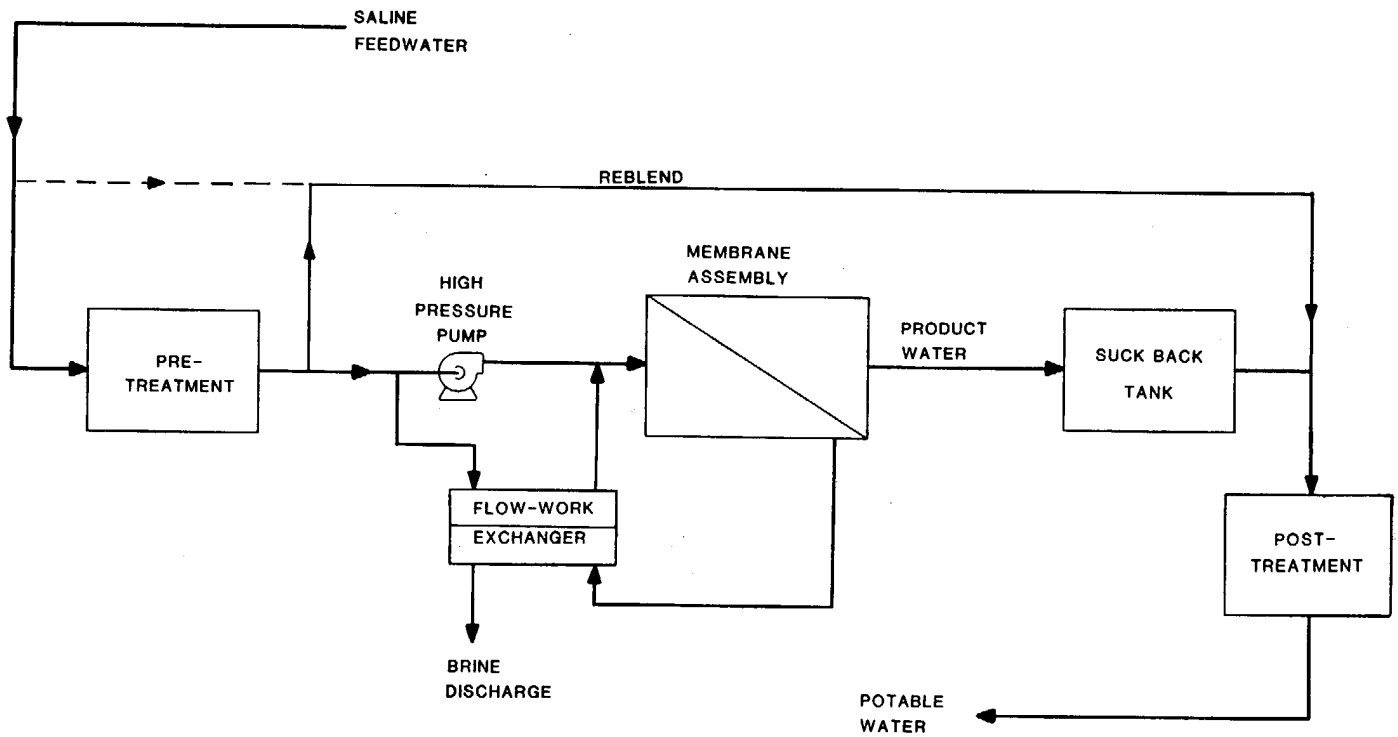 SALINE
FEEDWATER
REBLEND
MEMBRANE
ASSEMBLY
HIGH
PRESSURE
PUMP
PRODUCT
WATER
PRE-
TREATMENT
SUCK BACK
TANK
FLOW-WORK
EXCHANGER
POST-
TREATMENT
BRINE
DISCHARGE
POTABLE
WATER